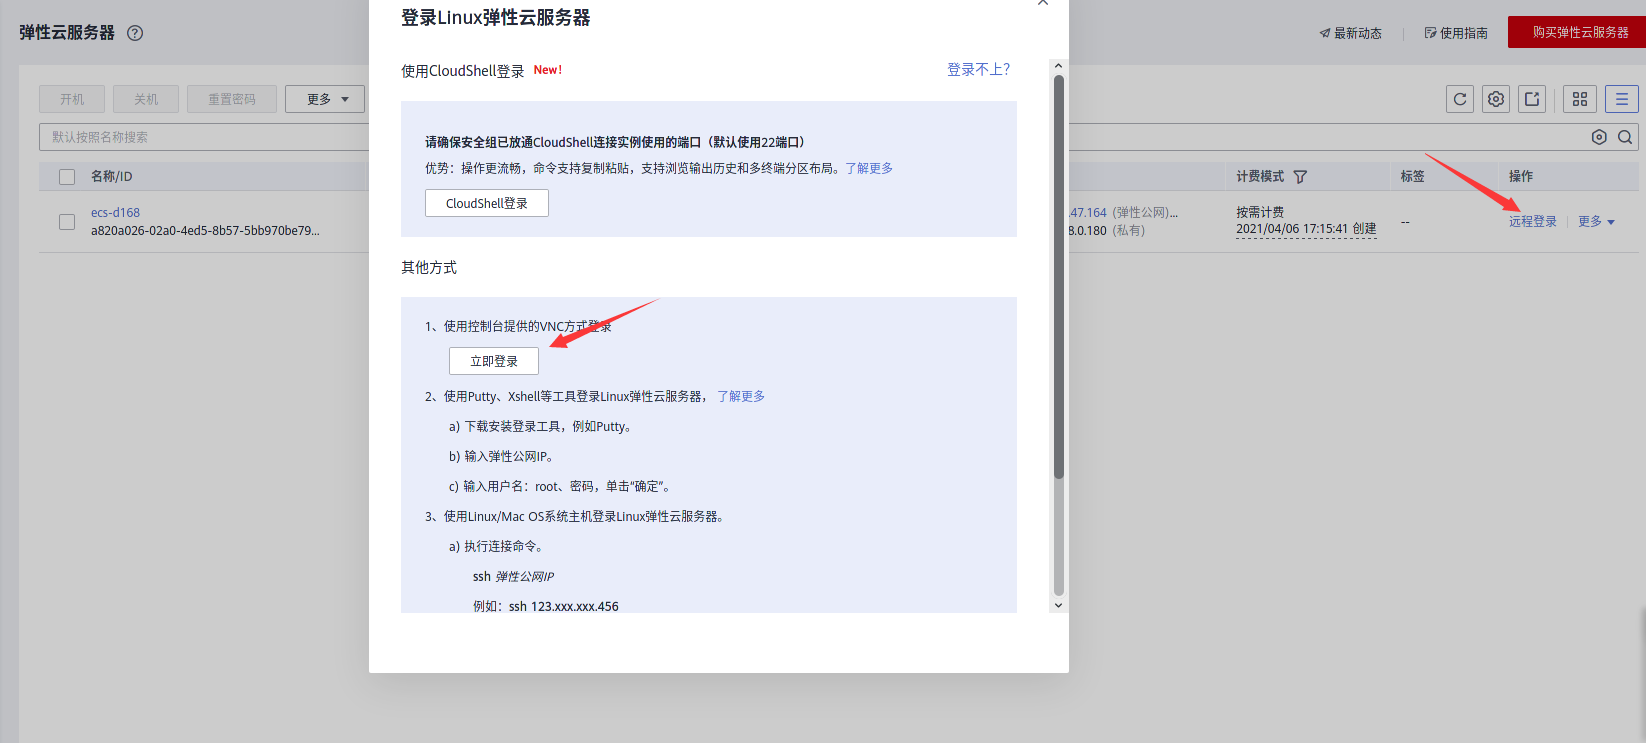 弹性云服务器
最新动态
使用指南
购买弹性云服务器
开机
关机
重置密码
更多
默认按照名称搜索
名称/ID
计费模式
标签
操作
ecs-d168
a820a026-02a0-4ed5-8b57-5bb970be79...
.47.164 (弹性公网)...
8.0.180 (私有)
按需计费
2021/04/06 17:15:41 创建
--
远程登录
更多
登录Linux弹性云服务器
使用CloudShell登录 New!
登录不上?
请确保安全组已放通CloudShell连接实例使用的端口（默认使用22端口）
优势：操作更流畅，命令支持复制粘贴，支持浏览输出历史和多终端分区布局。了解更多
CloudShell登录
其他方式
1、使用控制台提供的VNC方式登录
立即登录
2、使用Putty、Xshell等工具登录Linux弹性云服务器， 了解更多
a) 下载安装登录工具，例如Putty。
b) 输入弹性公网IP。
c) 输入用户名：root、密码，单击“确定”。
3、使用Linux/Mac OS系统主机登录Linux弹性云服务器。
a) 执行连接命令。
ssh 弹性公网IP
例如：ssh 123.xxx.xxx.456